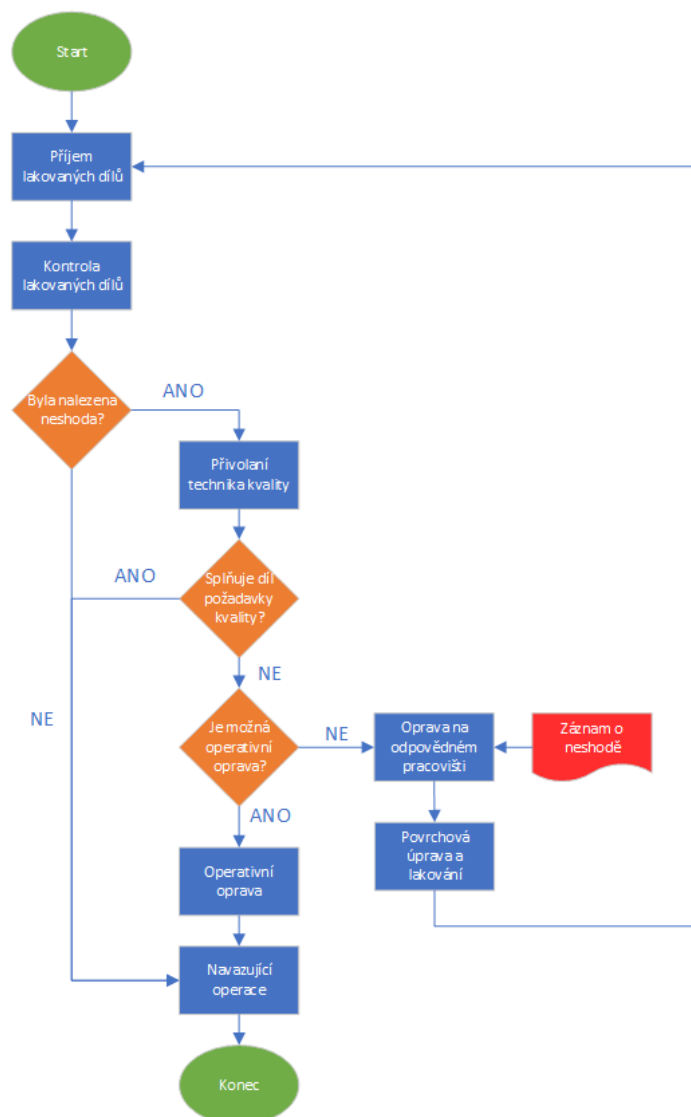 Start
Příjem
lakovaných dílů
Kontrola
lakovaných dílů
Byla nalezena
neshoda?
ANO
Přivolaní
technika kvality
ANO
Splňuje díl
požadavky
kvality?
NE
NE
Je možná
operativní
oprava?
NE
Oprava na
odpovědném
pracovišti
Záznam o
neshodě
ANO
Povrchová
úprava a
lakování
Operativní
oprava
Navazující
operace
Konec